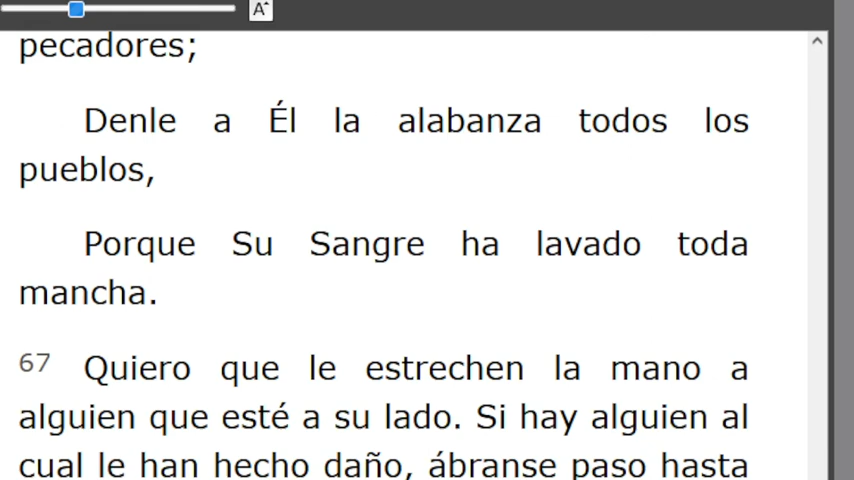 A
pecadores;
Denle a Él la alabanza todos los
pueblos,
Porque Su Sangre ha lavado toda
mancha.
67 Quiero que le estrechen la mano a
alguien que esté a su lado. Si hay alguien al
cual le han hecho daño, ábranse paso hasta